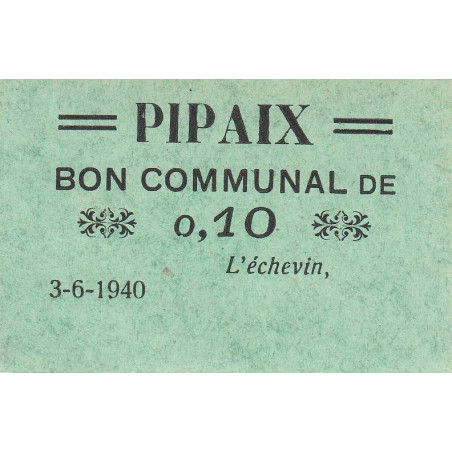 PIPAIX
BON COMMUNAL DE
0,10
L'échevin,
3-6-1940